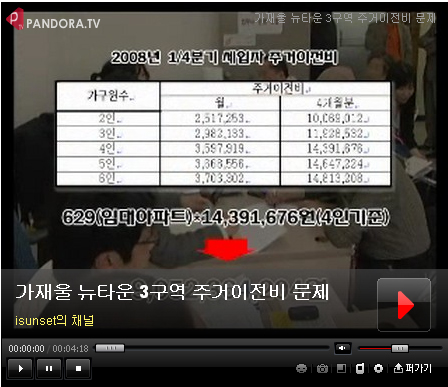 PANDORA.TV
가재울 뉴타운 3구역 주거이전비 문제
2008년 1/4분기 세입자 주거이전비
가구원수 주거이전비
월 4개월분
2인 2,517,253 10,069,012
3인 2,982,133 11,928,532
4인 3,597,919 14,391,676
5인 3,668,556 14,647,224
6인 3,703,302 14,813,208
629(임대아파트)*14,391,676원(4인기준)
가재울 뉴타운 3구역 주거이전비 문제
isunset의 채널
00:00:00 00:04:18
퍼가기